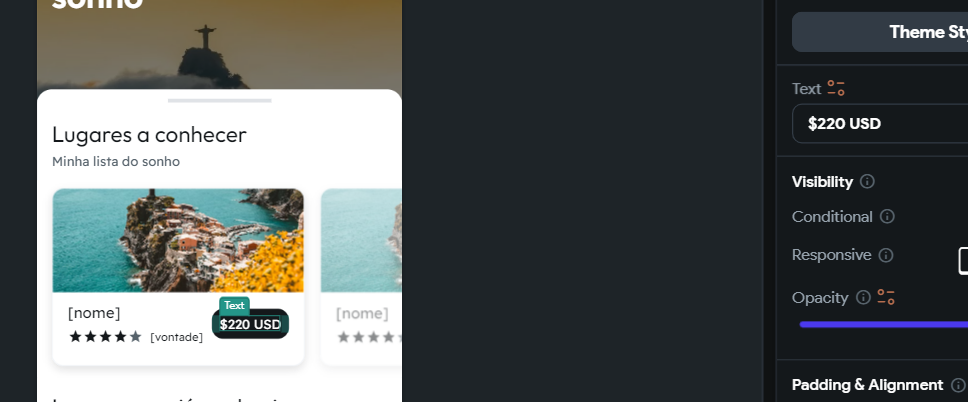 sonho
Lugares a conhecer
Minha lista do sonho
[nome]
Text
$220 USD
[vontade]
[nome]
Theme Sty
Text
$220 USD
Visibility
Conditional
Responsive
Opacity
Padding & Alignment